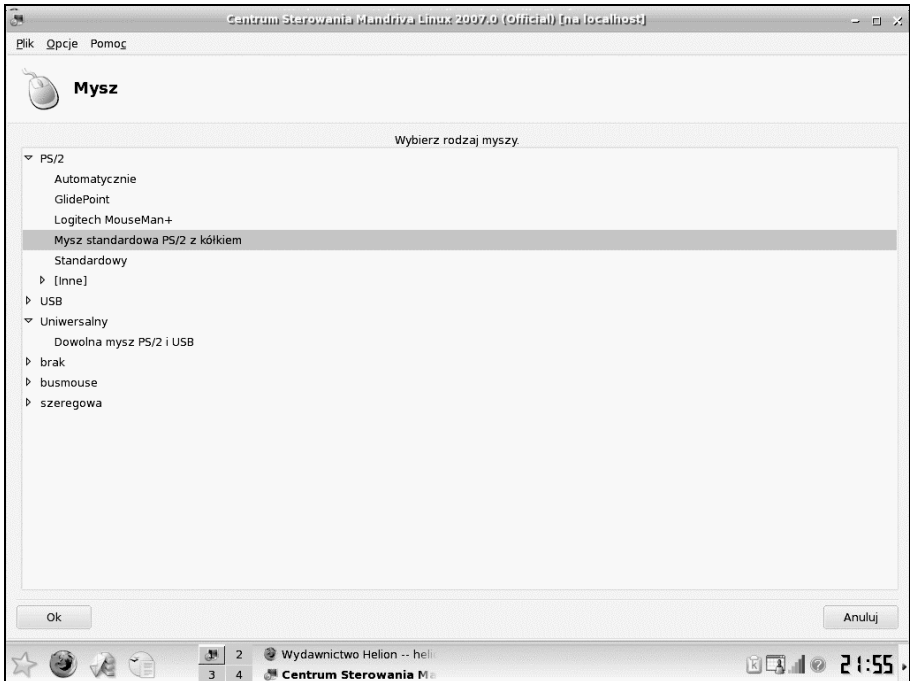 Centrum Sterowania Mandriva Linux 2007.0 (Official) [na localhost]
Plik Opcje Pomoc
Mysz
Wybierz rodzaj myszy.
PS/2
Automatycznie
GlidePoint
Logitech MouseMan+
Mysz standardowa PS/2 z kółkiem
Standardowy
[Inne]
USB
Uniwersalny
Dowolna mysz PS/2 i USB
brak
busmouse
szeregowa
Ok Anuluj
2 Wydawnictwo Helion -- heli
3 4 Centrum Sterowania Ma
21:55